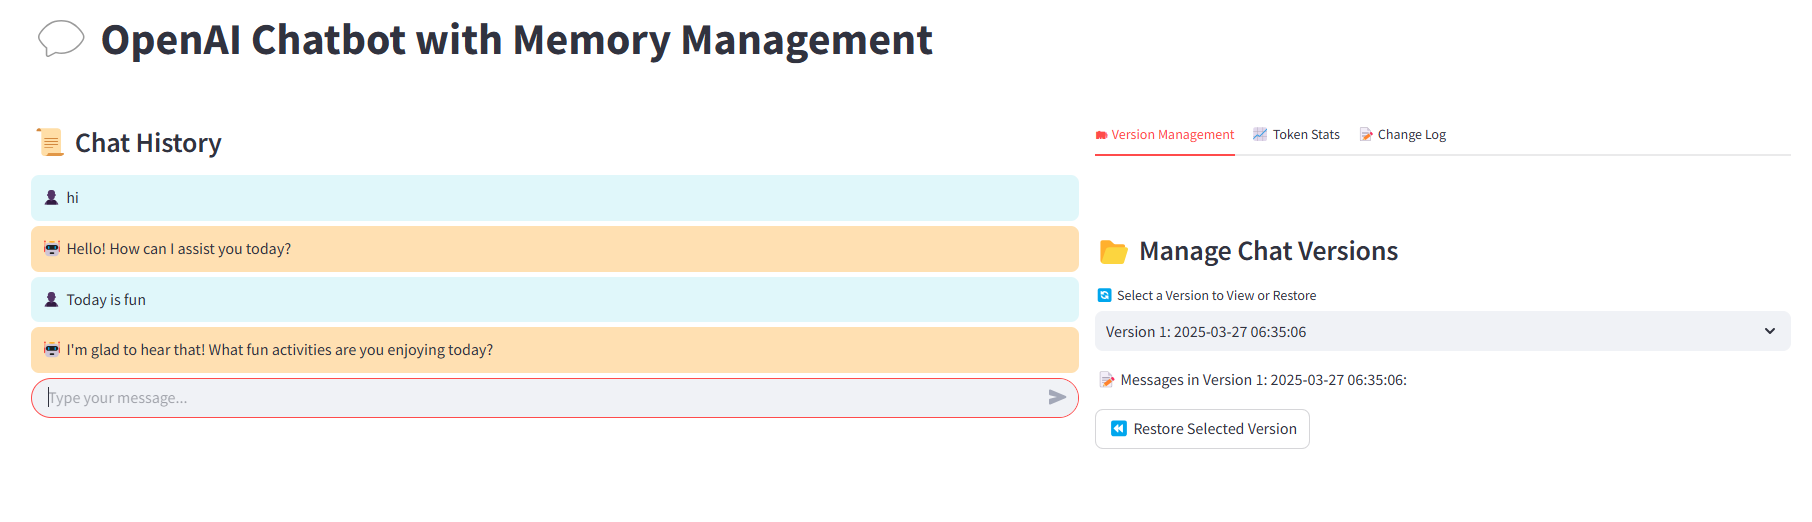 OpenAI Chatbot with Memory Management
Chat History
hi
Hello! How can I assist you today?
Today is fun
I'm glad to hear that! What fun activities are you enjoying today?
Type your message...
Version Management Token Stats Change Log
Manage Chat Versions
Select a Version to View or Restore
Version 1: 2025-03-27 06:35:06
Messages in Version 1: 2025-03-27 06:35:06:
Restore Selected Version